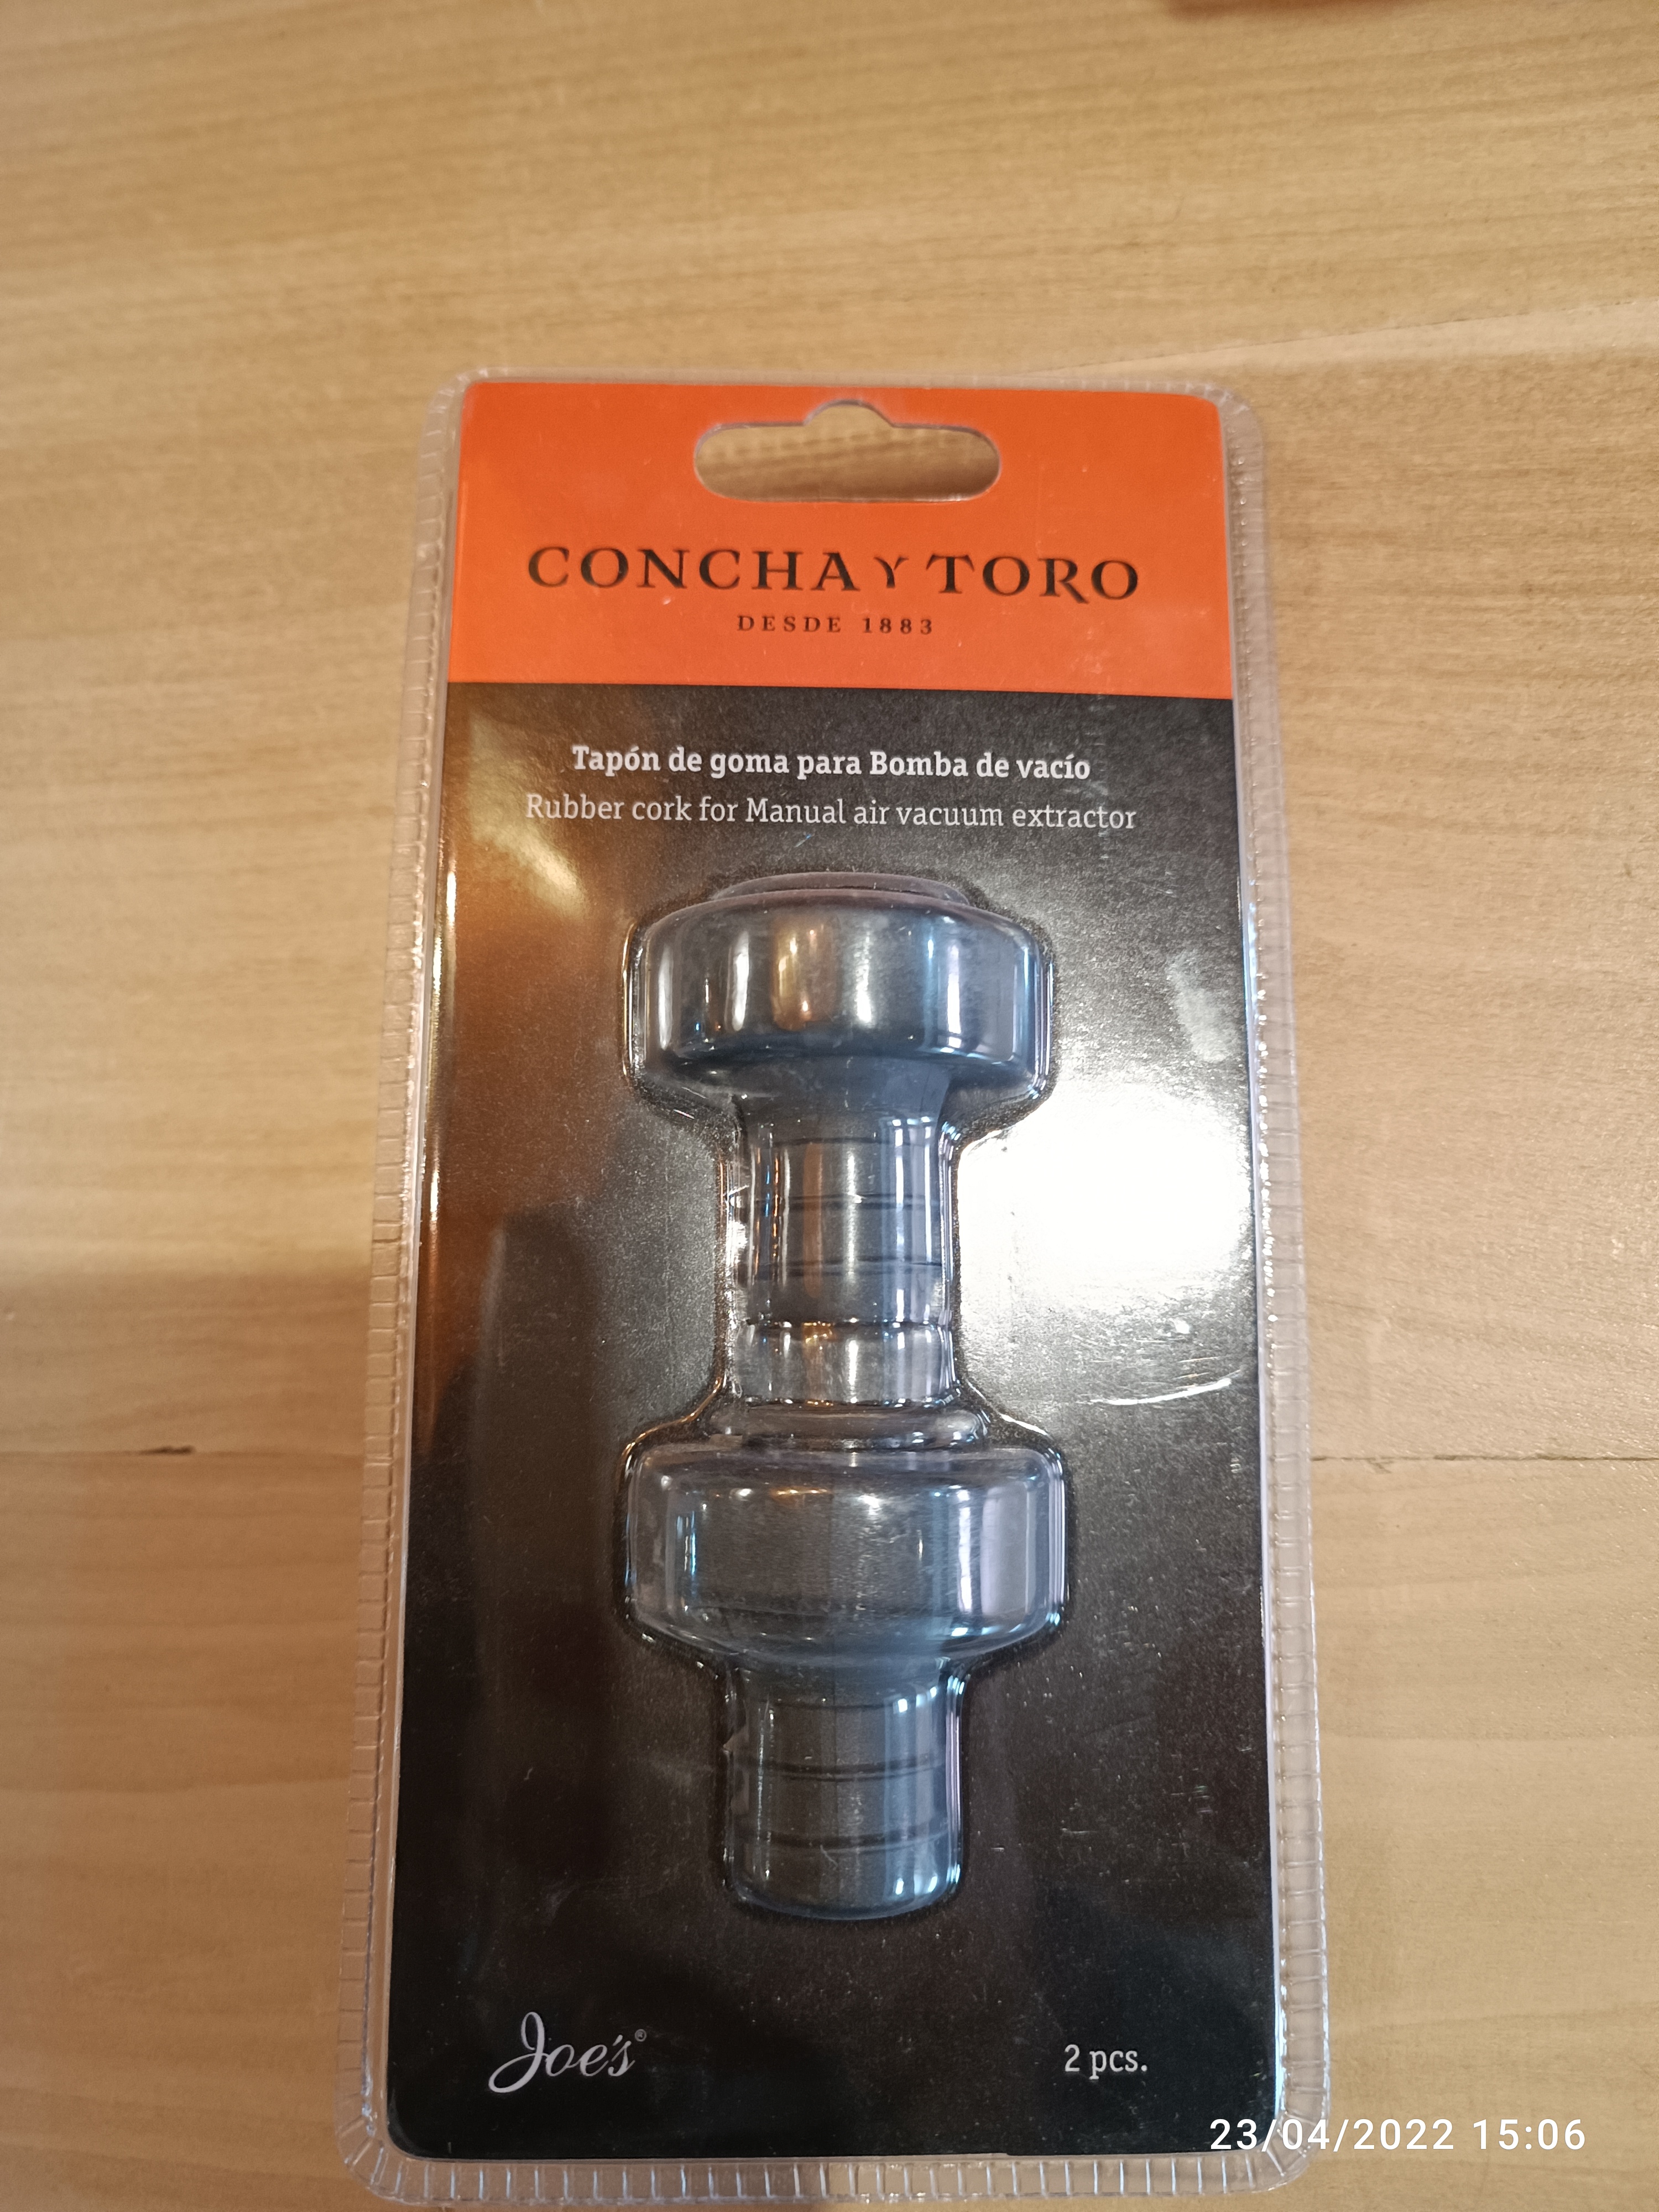 CONCHA Y TORO
DESDE 1883
Tapón de goma para Bomba de vacío
Rubber cork for Manual air vacuum extractor
Joe's®
2 pcs.
23/04/2022 15:06